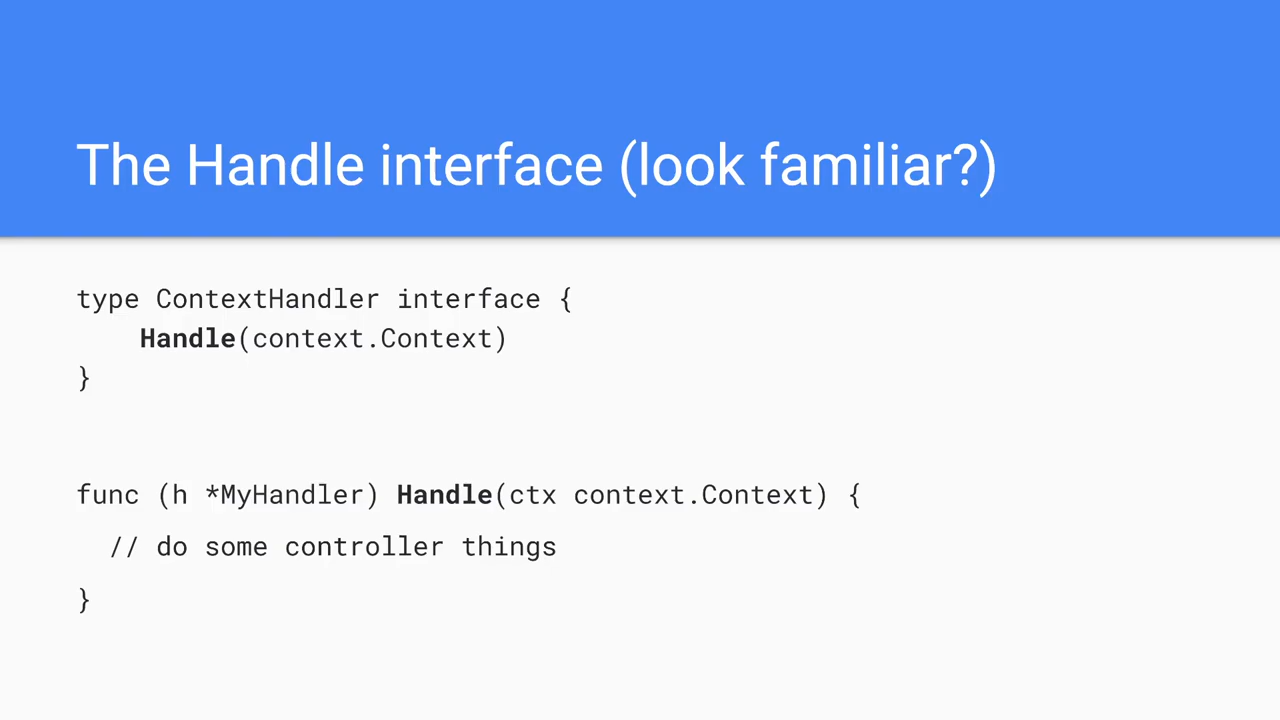 The Handle interface (look familiar?)
type ContextHandler interface {
    Handle(context.Context)
}
func (h *MyHandler) Handle(ctx context.Context) {
  // do some controller things
}